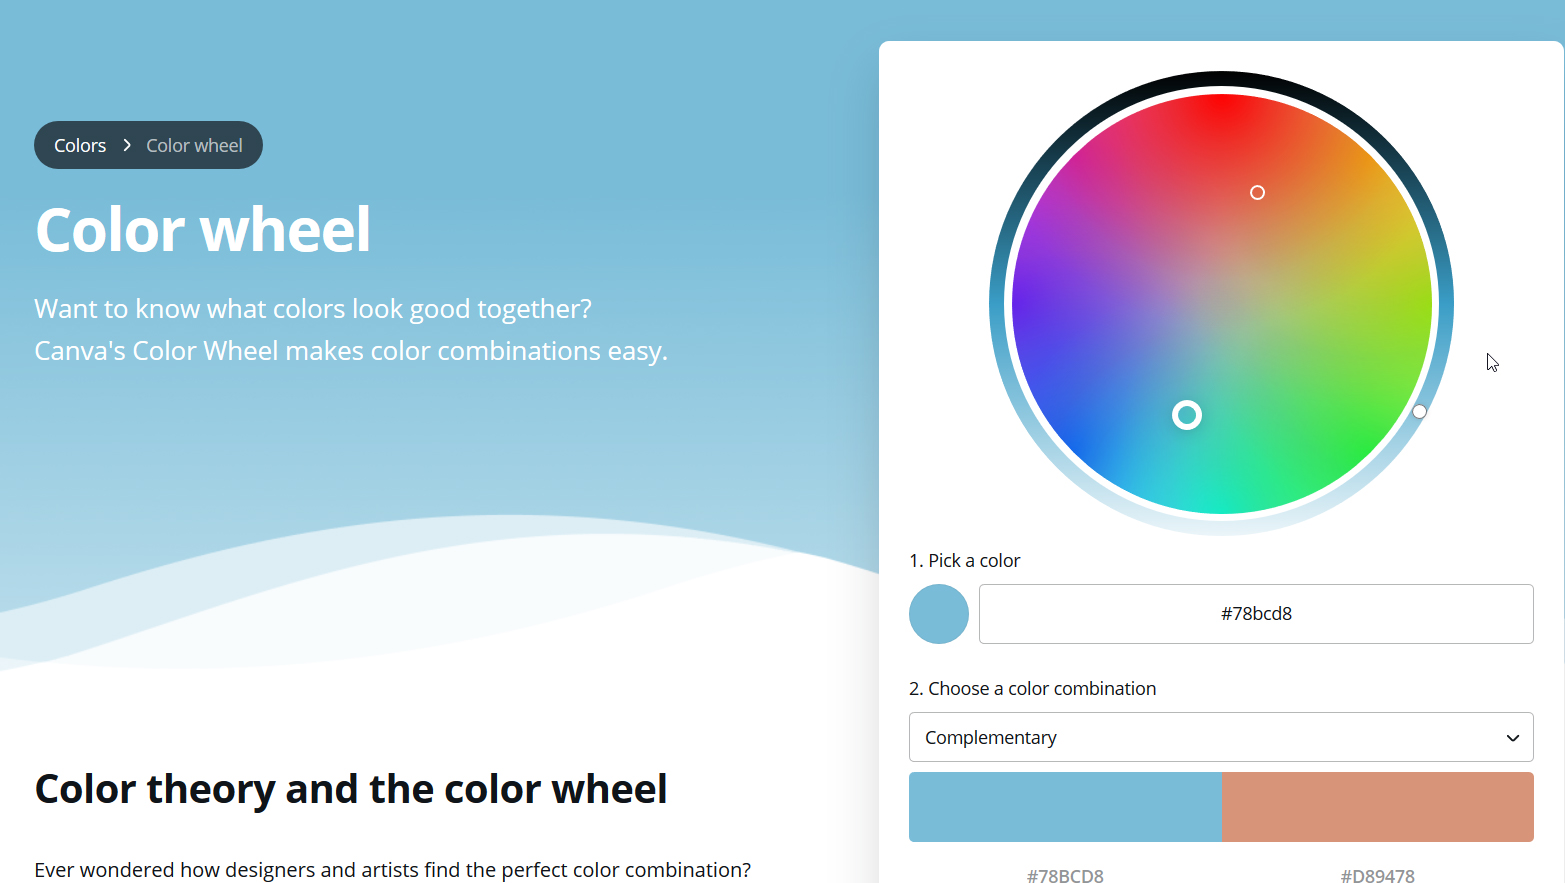 Colors > Color wheel
Color wheel
Want to know what colors look good together?
Canva's Color Wheel makes color combinations easy.
Color theory and the color wheel
Ever wondered how designers and artists find the perfect color combination?
1. Pick a color
#78bcd8
2. Choose a color combination
Complementary
#78BCD8 #D89478